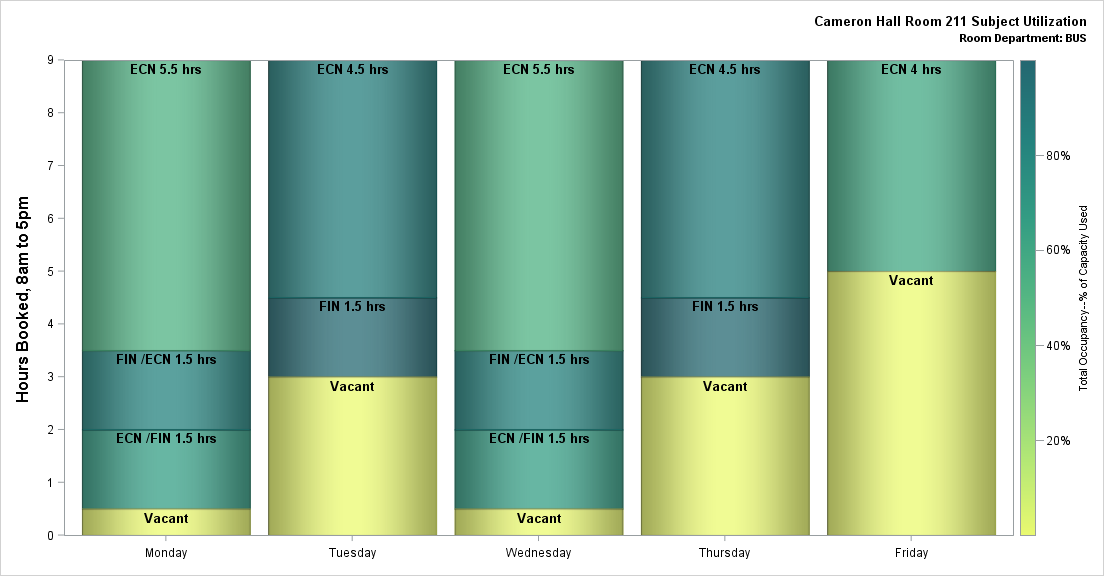 Cameron Hall Room 211 Subject Utilization
Room Department: BUS
Hours Booked, 8am to 5pm
9
8
7
6
5
4
3
2
1
0
ECN 5.5 hrs
FIN /ECN 1.5 hrs
ECN /FIN 1.5 hrs
Vacant
ECN 4.5 hrs
FIN 1.5 hrs
Vacant
ECN 5.5 hrs
FIN /ECN 1.5 hrs
ECN /FIN 1.5 hrs
Vacant
ECN 4.5 hrs
FIN 1.5 hrs
Vacant
ECN 4 hrs
Vacant
Monday
Tuesday
Wednesday
Thursday
Friday
80%
60%
40%
20%
Total Occupancy--% of Capacity Used